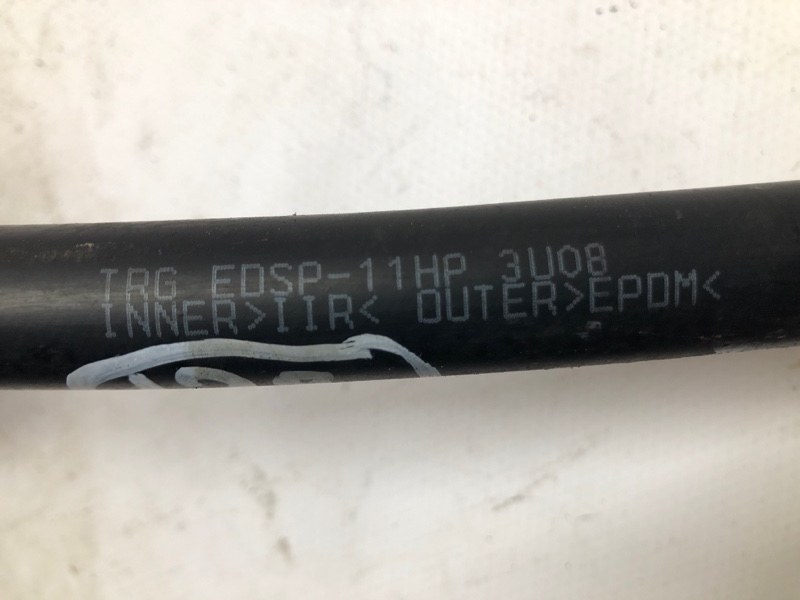 TRG EDSP-11HP 3U08
INNER>IIR< OUTER>EPDM<